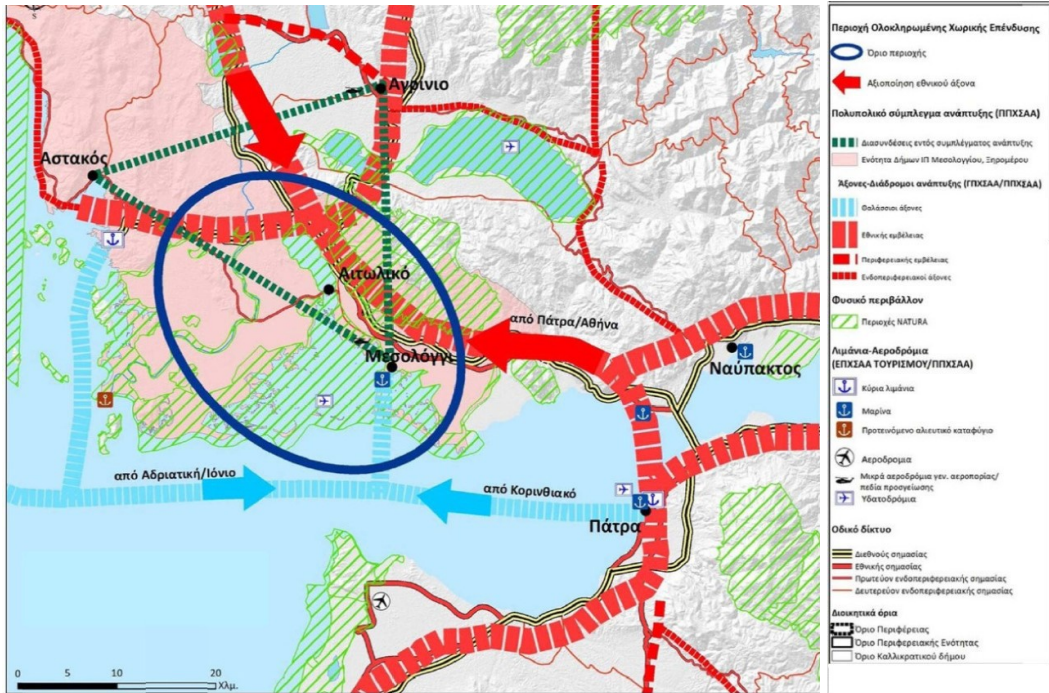 S
Αγρίνιο
Αστακός
Αιτωλικό
από Πάτρα/Αθήνα
Μεσολόγγι
Ναύπακτος
από Αδριατική/Ιόνιο
από Κορινθιακό
Πάτρα
0 5 10 20
Χλμ.
Περιοχή Ολοκληρωμένης Χωρικής Επένδυσης
Όριο περιοχής
Αξιοποίηση εθνικού άξονα
Πολυπολικό σύμπλεγμα ανάπτυξης (ΠΠΧΣΑΑ)
Διασυνδέσεις εντός συμπλέγματος ανάπτυξης
Ενότητα Δήμων ΙΠ Μεσολογγίου, Ξηρομέρου
Άξονες-Διάδρομοι ανάπτυξης (ΓΠΧΣΑΑ/ΠΠΧΣΑΑ)
Θαλάσσιοι άξονες
Εθνικής εμβέλειας
Περιφερειακής εμβέλειας
Ενδοπεριφερειακοί άξονες
Φυσικό περιβάλλον
Περιοχές NATURA
Λιμάνια-Αεροδρόμια
(ΕΠΧΣΑΑ ΤΟΥΡΙΣΜΟΥ/ΠΠΧΣΑΑ)
Κύρια λιμάνια
Μαρίνα
Προτεινόμενο αλιευτικό καταφύγιο
Αεροδρομια
Μικρά αεροδρόμια γεν. αεροπορίας/
πεδία προσγείωσης
Υδατοδρόμια
Οδικό δίκτυο
Διεθνούς σημασίας
Εθνικής σημασίας
Πρωτεύον ενδοπεριφερειακής σημασίας
Δευτερεύον ενδοπεριφερειακής σημασίας
Διοικητικά όρια
Όριο Περιφέρειας
Όριο Περιφερειακής Ενότητας
Όριο Καλλικρατικού δήμου